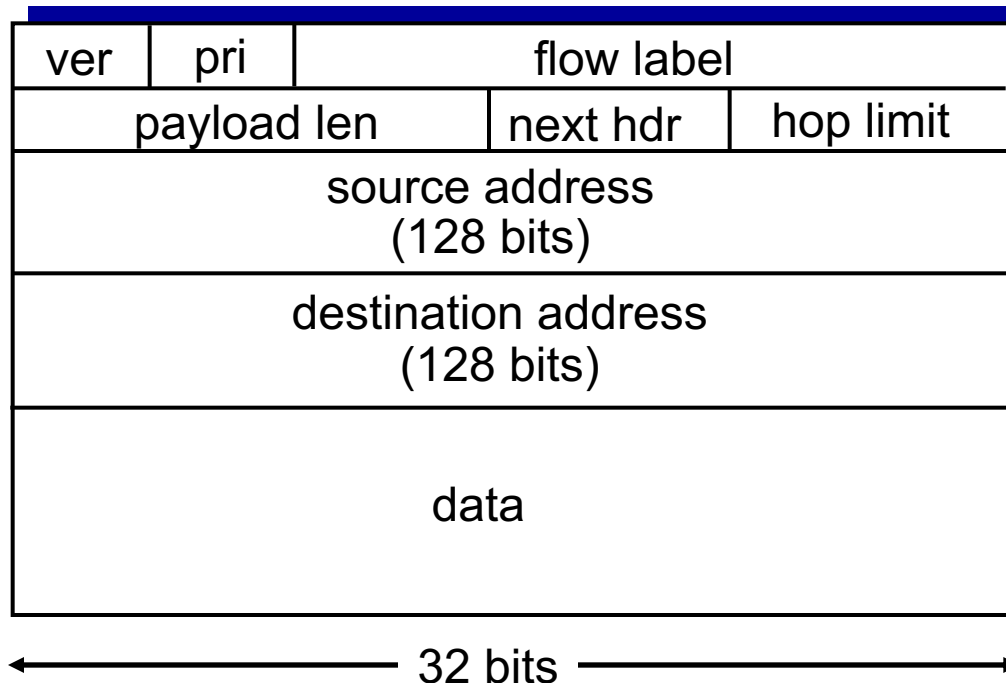 ver pri flow label
payload len next hdr hop limit
source address
(128 bits)
destination address
(128 bits)
data
32 bits